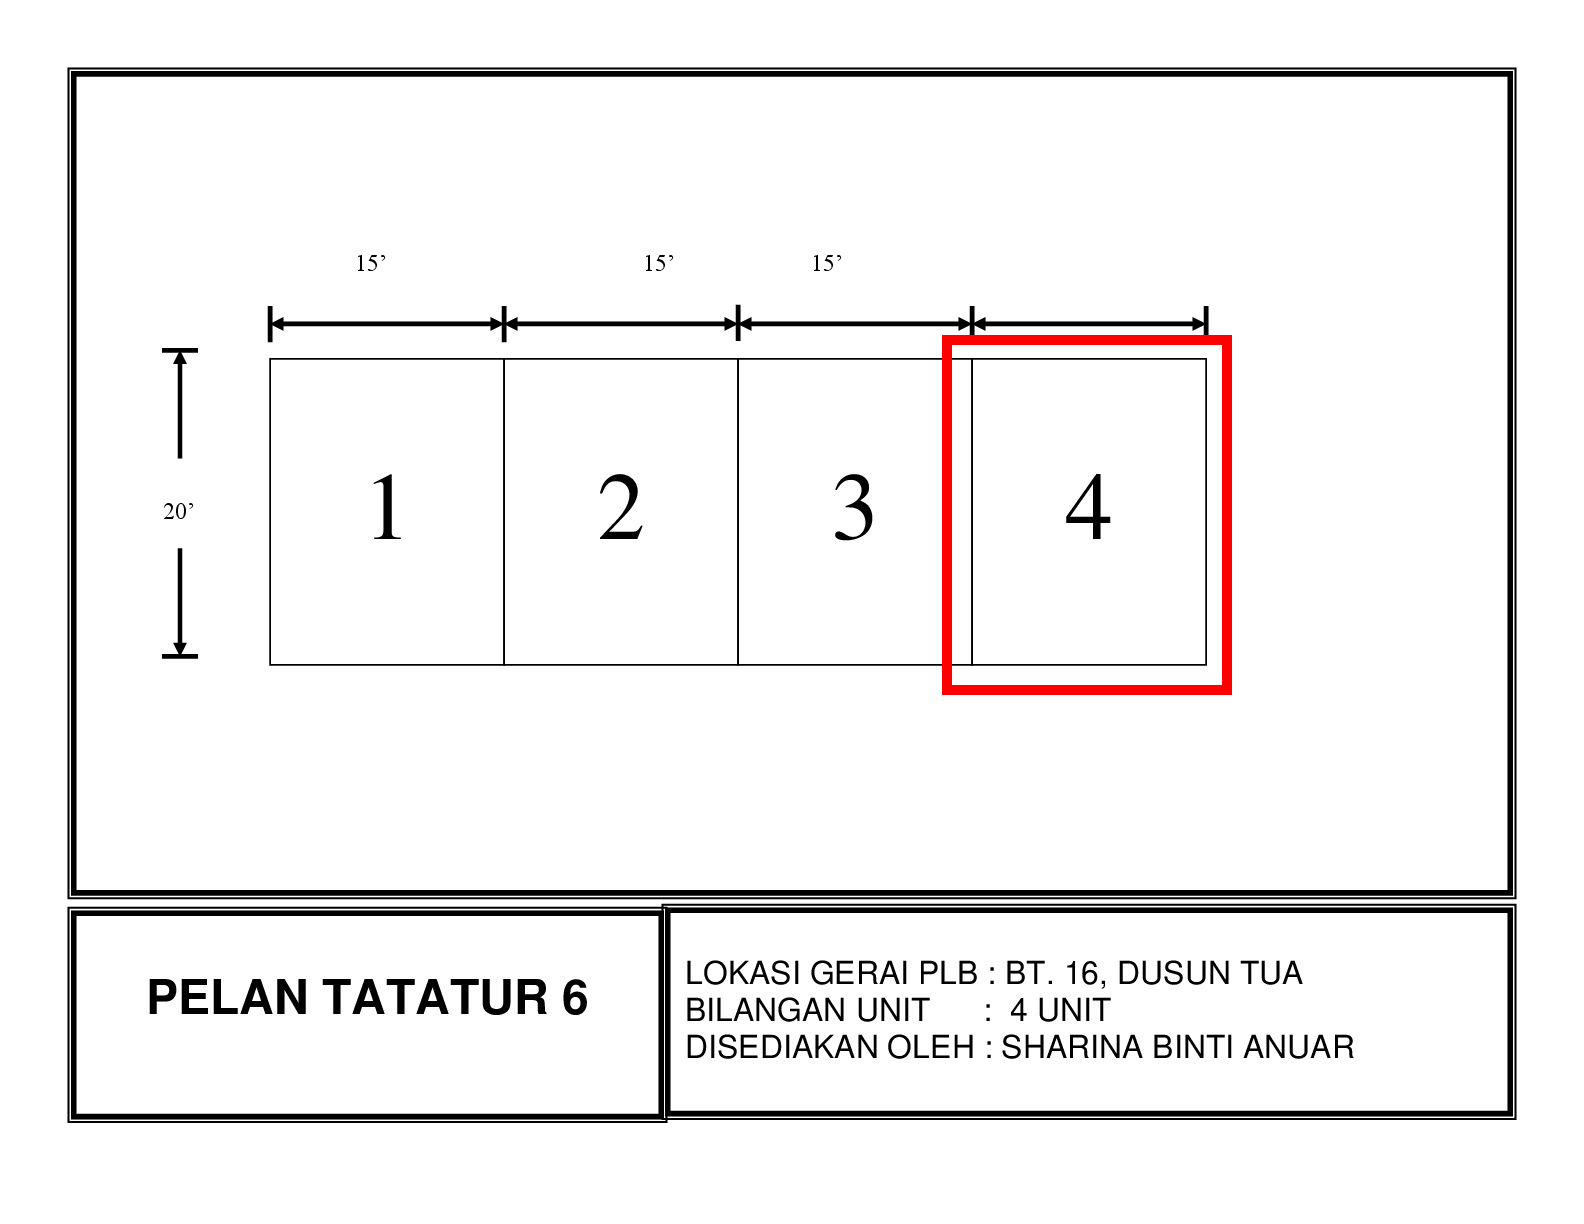 15’ 15’ 15’
20’
1 2 3 4
PELAN TATATUR 6
LOKASI GERAI PLB : BT. 16, DUSUN TUA
BILANGAN UNIT : 4 UNIT
DISEDIAKAN OLEH : SHARINA BINTI ANUAR